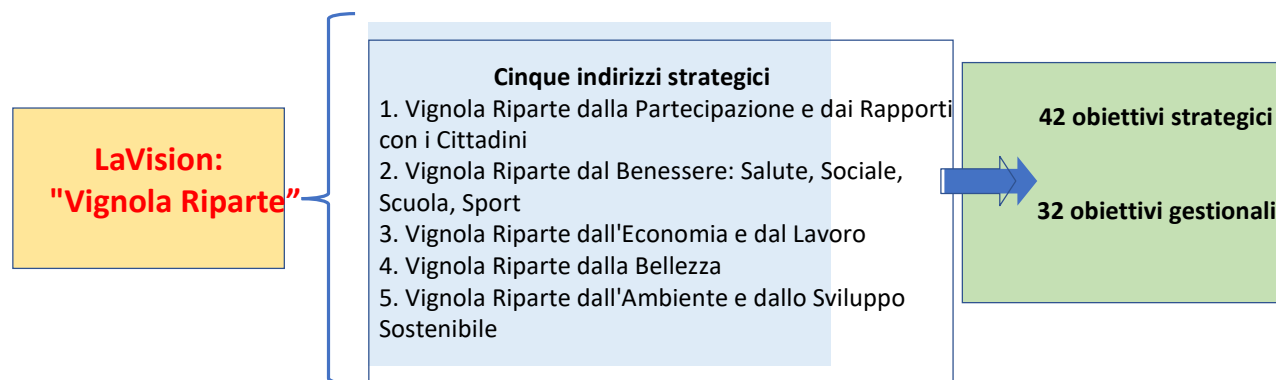 LaVision:
"Vignola Riparte”
Cinque indirizzi strategici
1. Vignola Riparte dalla Partecipazione e dai Rapporti
con i Cittadini
2. Vignola Riparte dal Benessere: Salute, Sociale,
Scuola, Sport
3. Vignola Riparte dall'Economia e dal Lavoro
4. Vignola Riparte dalla Bellezza
5. Vignola Riparte dall'Ambiente e dallo Sviluppo
Sostenibile
42 obiettivi strategici
32 obiettivi gestionali